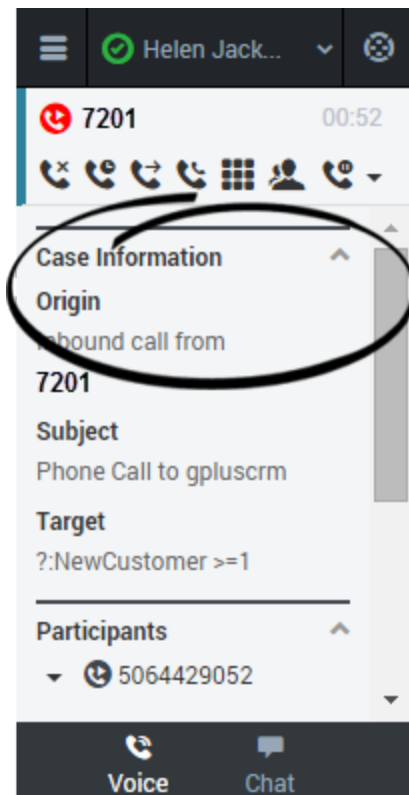 Helen Jack...
7201 00:52
Case Information
Origin
Inbound call from
7201
Subject
Phone Call to gpluscrm
Target
?:NewCustomer >=1
Participants
5064429052
Voice Chat